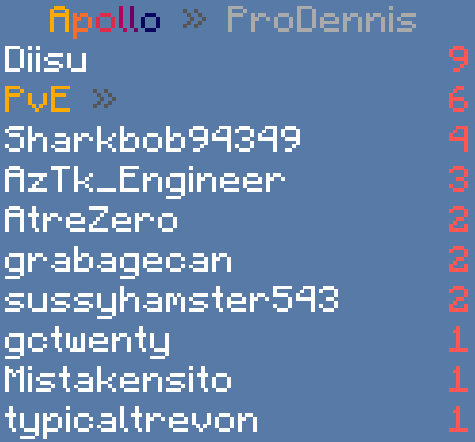 Apollo » ProDennis
Diisu 9
PvE » 6
Sharkbob94349 4
AzTk_Engineer 3
AtreZero 2
grabagecan 2
sussyhamster543 2
gctwenty 1
Mistakensito 1
typicaltrevon 1